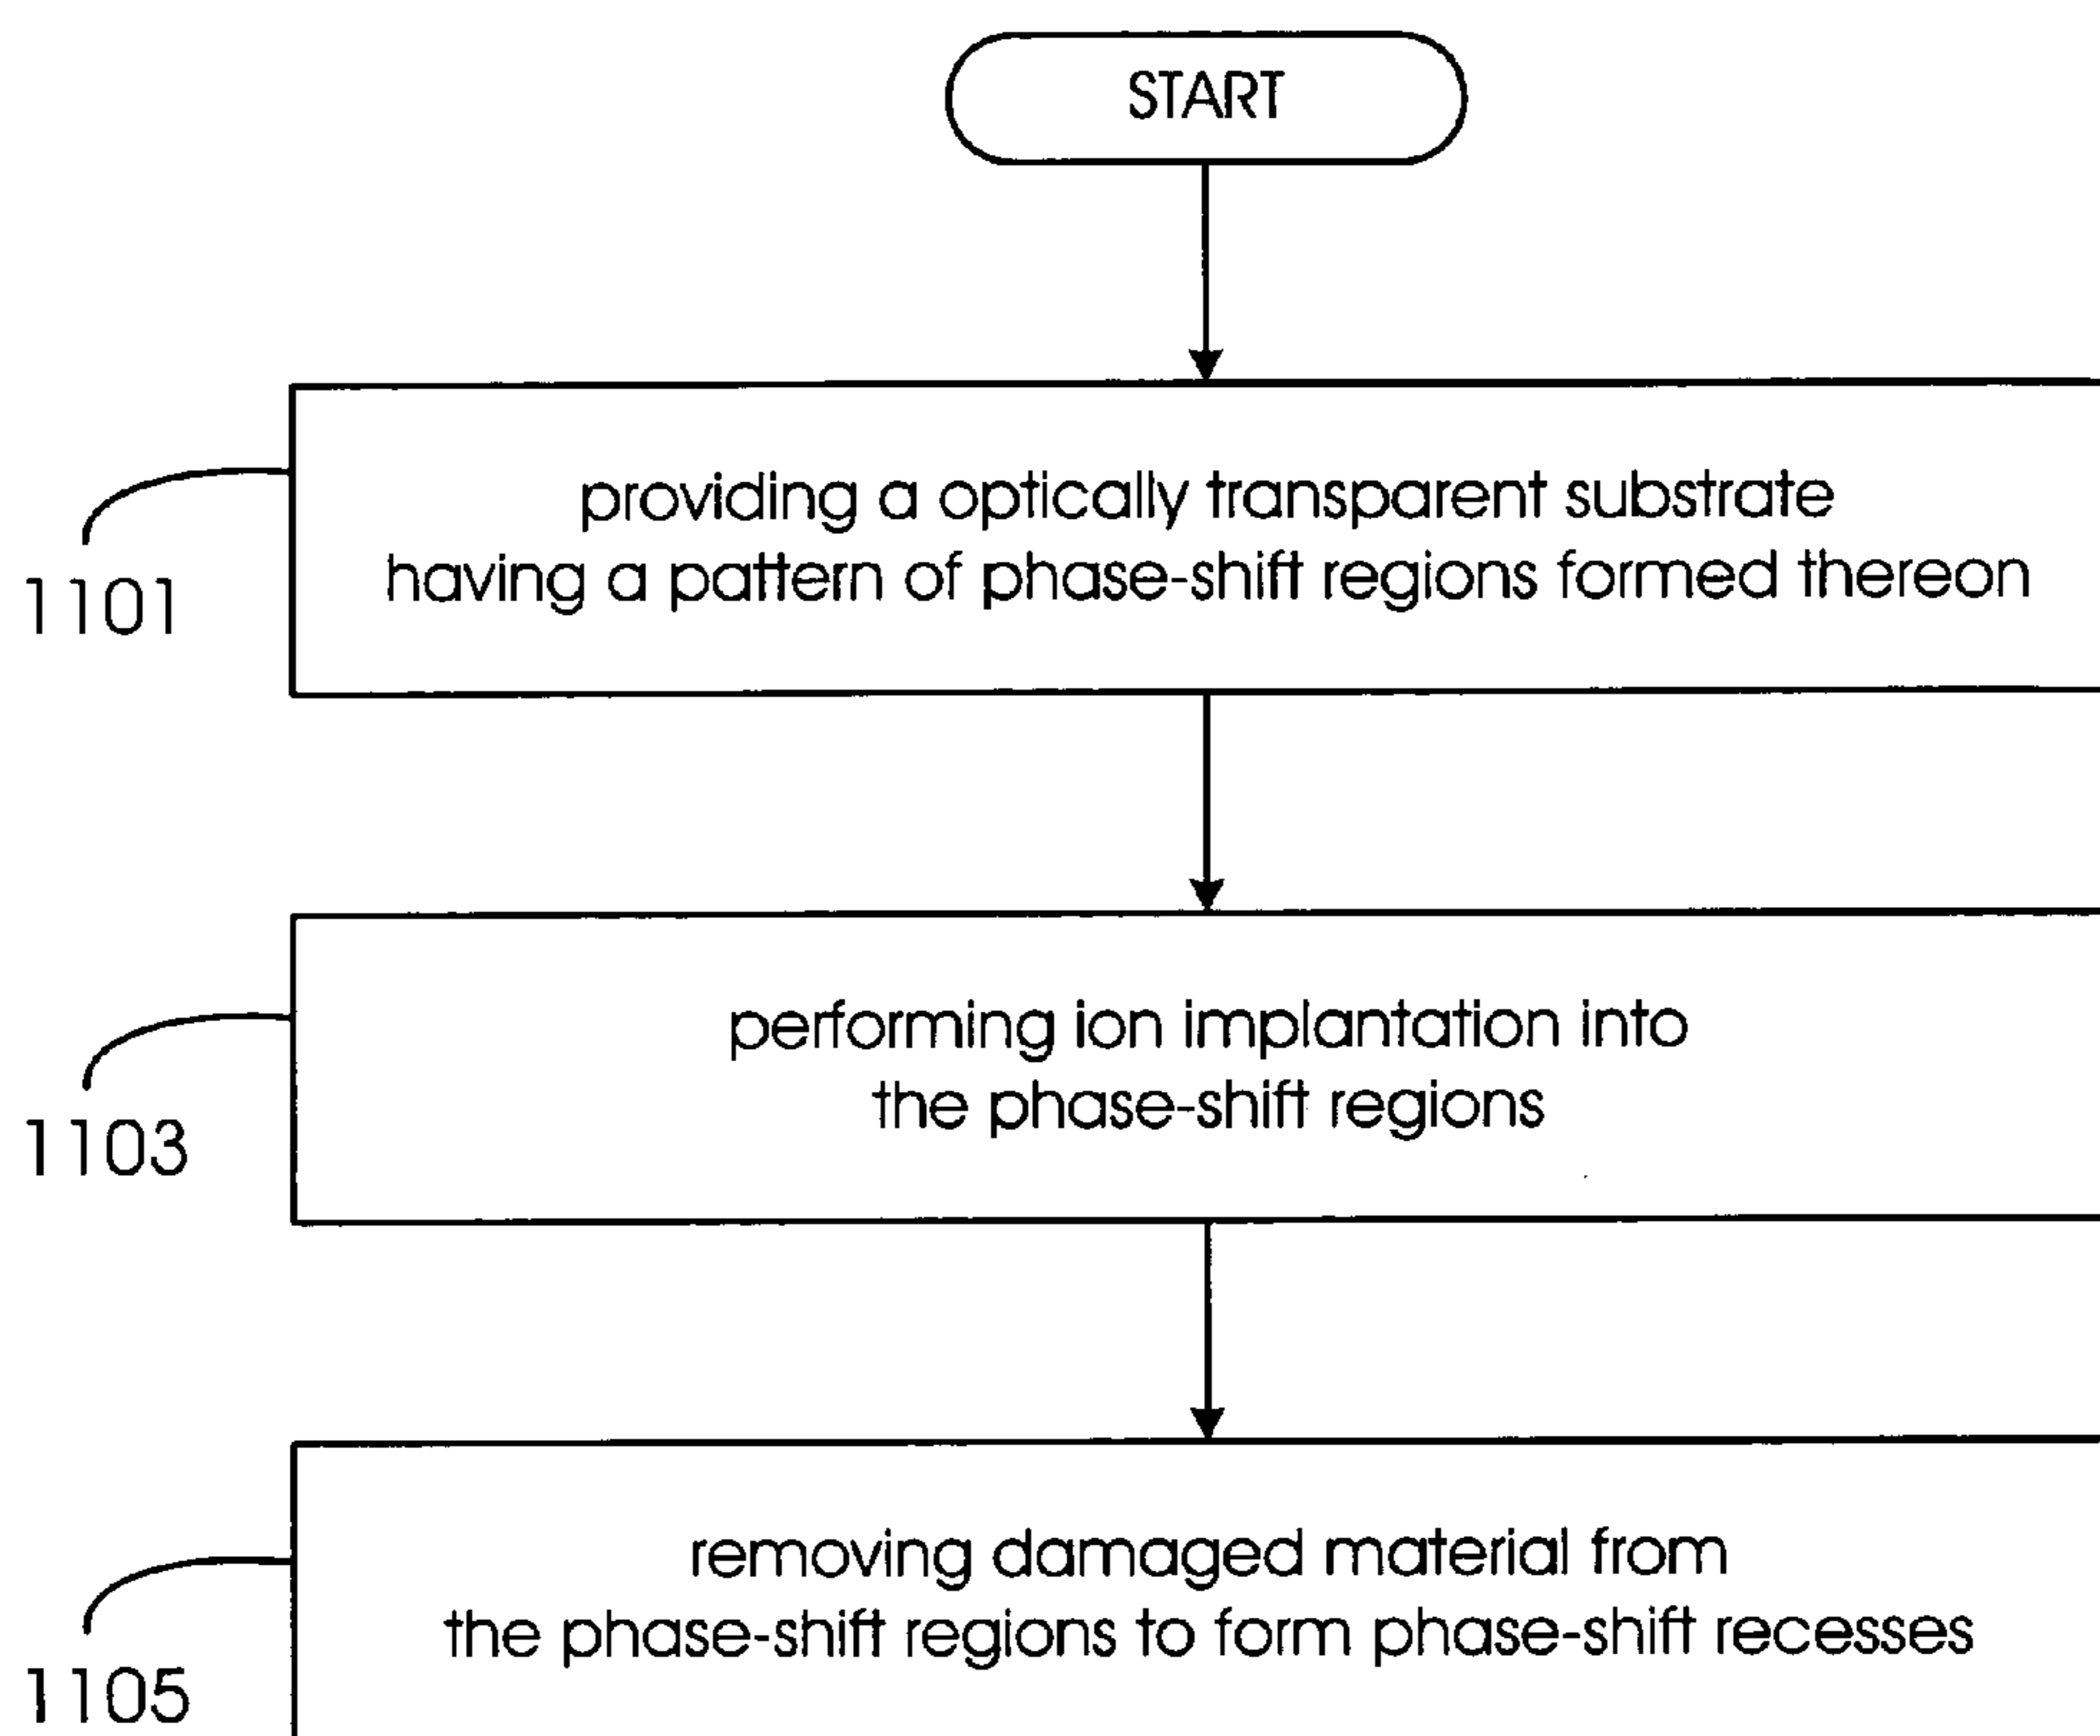 START
providing a optically transparent substrate
having a pattern of phase-shift regions formed thereon
1101
performing ion implantation into
the phase-shift regions
1103
removing damaged material from
the phase-shift regions to form phase-shift recesses
1105